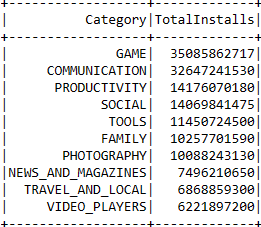 +-------------------+-------------+
|           Category|TotalInstalls|
+-------------------+-------------+
|               GAME|  35085862717|
|      COMMUNICATION|  32647241530|
|       PRODUCTIVITY|  14176070180|
|             SOCIAL|  14069841475|
|              TOOLS|  11450724500|
|             FAMILY|  10257701590|
|        PHOTOGRAPHY|  10088243130|
|NEWS_AND_MAGAZINES|   7496210650|
|   TRAVEL_AND_LOCAL|   6868859300|
|      VIDEO_PLAYERS|   6221897200|
+-------------------+-------------+